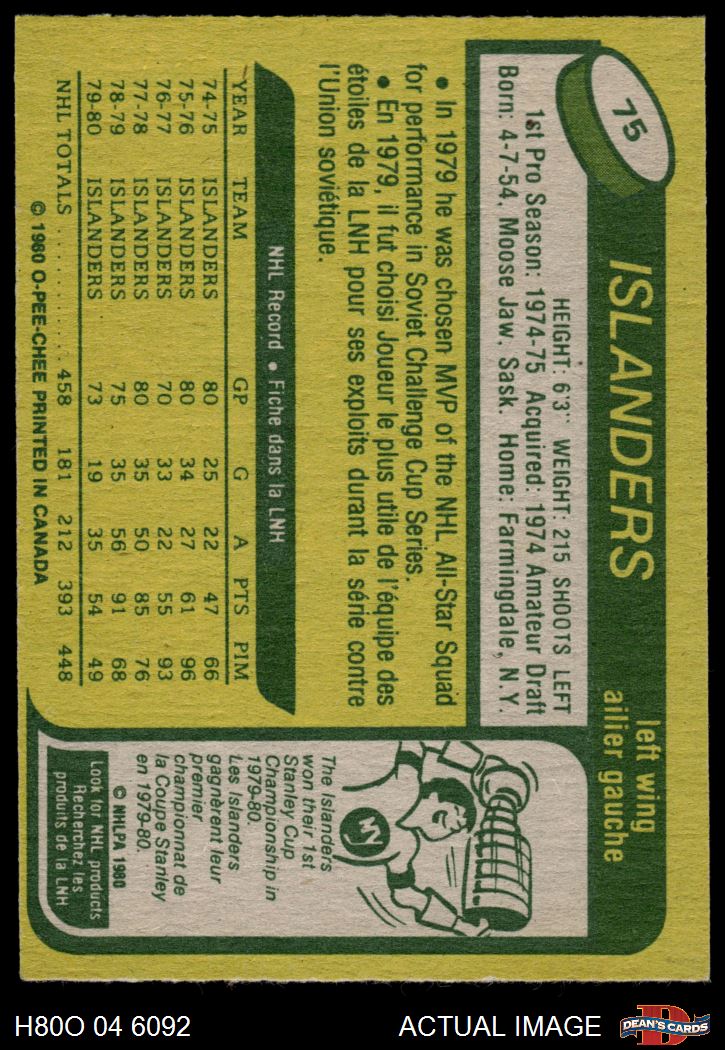 75
ISLANDERS
left wing
ailier gauche
HEIGHT: 6'3" WEIGHT: 215 SHOOTS LEFT
1st Pro Season: 1974-75 Acquired: 1974 Amateur Draft
Born: 4-7-54, Moose Jaw, Sask. Home: Farmingdale, N.Y.
• In 1979 he was chosen MVP of the NHL All-Star Squad
for performance in Soviet Challenge Cup Series.
• En 1979, il fut choisi Joueur le plus utile de l'équipe des
étoiles de la LNH pour ses exploits durant la série contre
l'Union soviétique.
NHL Record • Fiche dans la LNH
YEAR TEAM GP G A PTS PIM
74-75 ISLANDERS 80 25 22 47 66
75-76 ISLANDERS 80 34 27 61 96
76-77 ISLANDERS 70 33 22 55 93
77-78 ISLANDERS 80 35 50 85 76
78-79 ISLANDERS 75 35 56 91 68
79-80 ISLANDERS 73 19 35 54 49
NHL TOTALS .............. 458 181 212 393 448
© 1980 O-PEE-CHEE PRINTED IN CANADA
NY
The Islanders
won their 1st
Stanley Cup
Championship in
1979-80.
Les Islanders
gagnèrent leur
premier
championnat de
la Coupe Stanley
en 1979-80.
© NHLPA 1980
Look for NHL products
Recherchez les
produits de la LNH
H80O 04 6092
ACTUAL IMAGE
D
DEAN'S CARDS